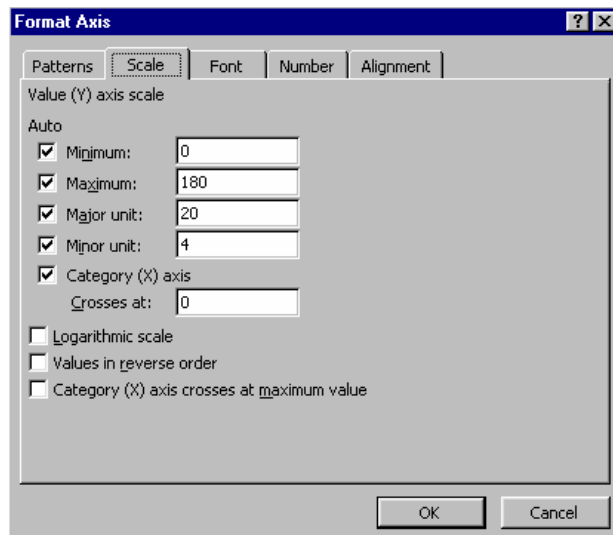 Format Axis
Patterns Scale Font Number Alignment
Value (Y) axis scale
Auto
Minimum: 0
Maximum: 180
Major unit: 20
Minor unit: 4
Category (X) axis
Crosses at: 0
Logarithmic scale
Values in reverse order
Category (X) axis crosses at maximum value
OK Cancel